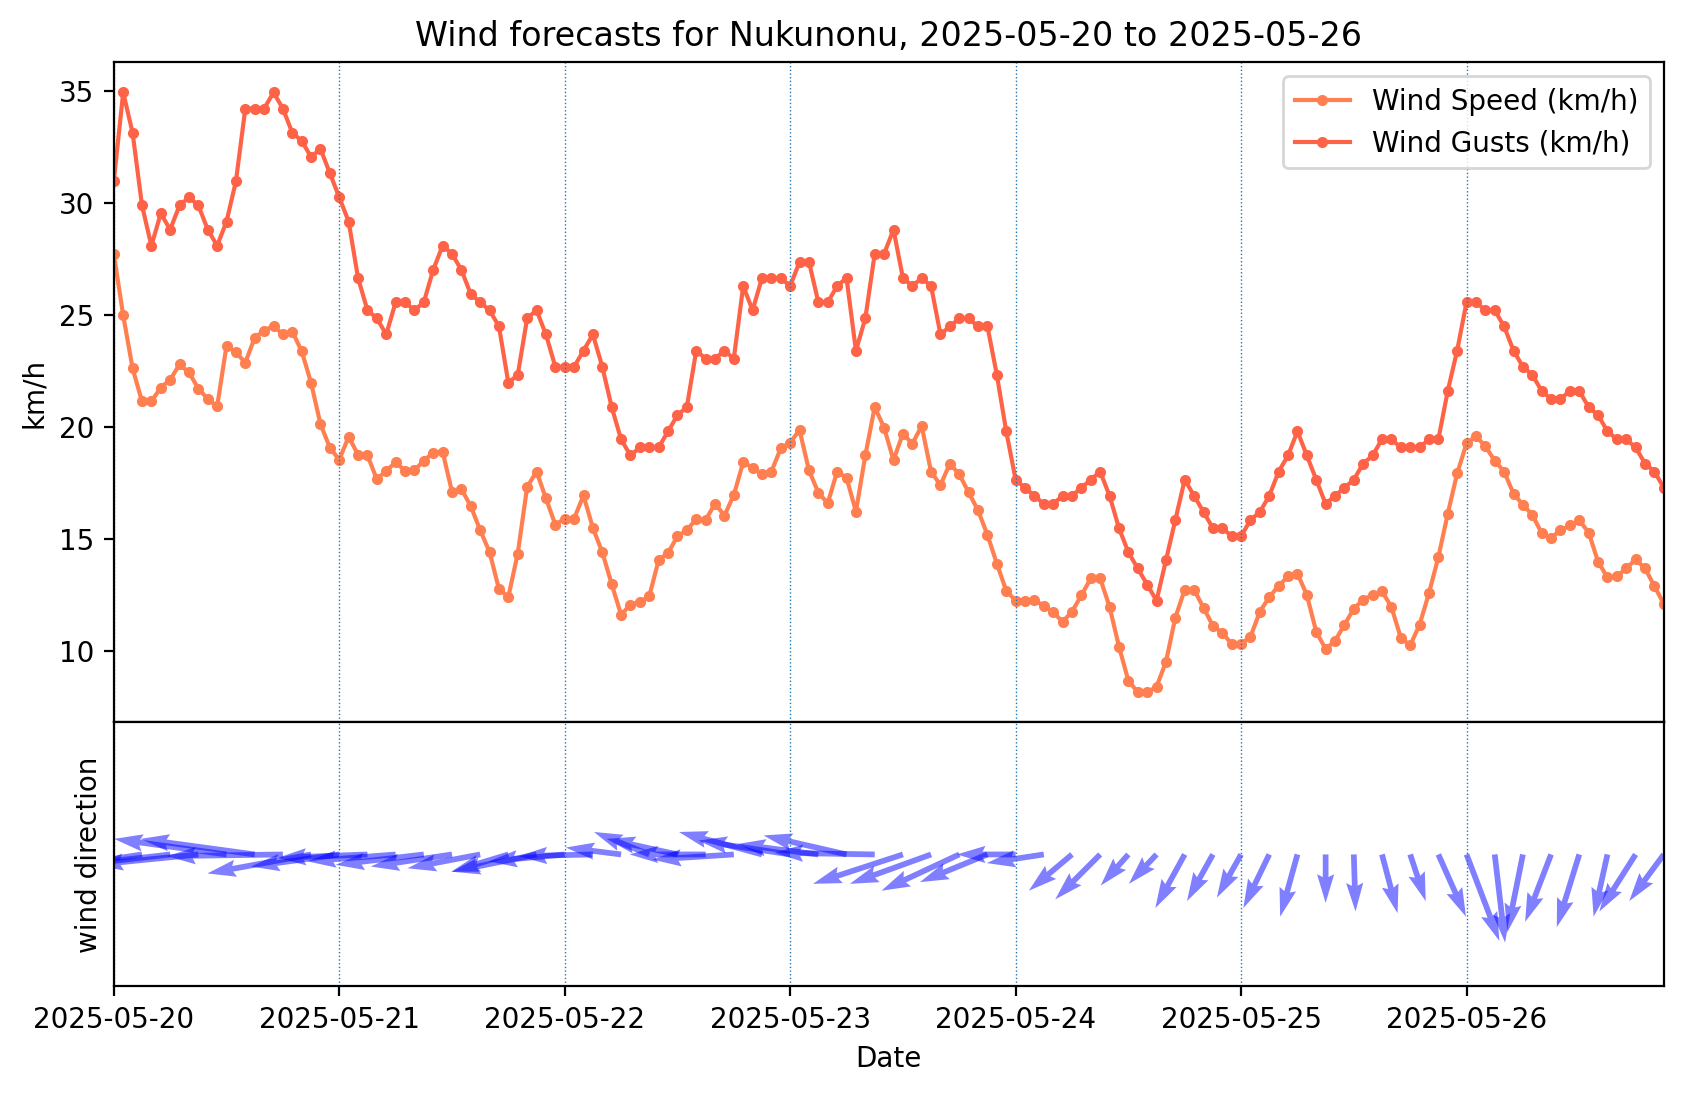 Wind forecasts for Nukunonu, 2025-05-20 to 2025-05-26
Wind Speed (km/h)
Wind Gusts (km/h)
km/h
35
30
25
20
15
10
wind direction
2025-05-20
2025-05-21
2025-05-22
2025-05-23
2025-05-24
2025-05-25
2025-05-26
Date